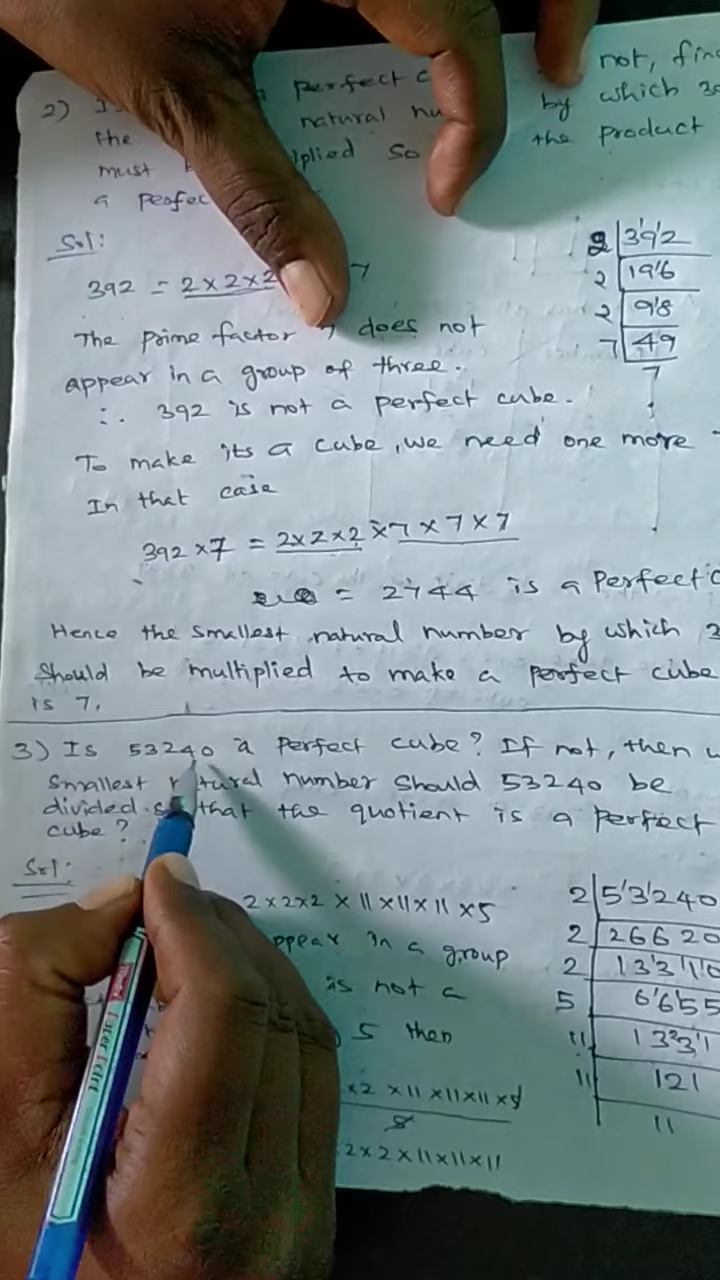 not, fin
2) perfect c
the natural nu by which 3
must plied so the product
a perfec
Sol:
392 = 2×2×2 7
The prime factor 7 does not
appear in a group of three.
∴ 392 is not a perfect cube.
To make its a cube, we need one more
In that case
392 × 7 = 2×2×2 × 7 × 7 × 7
= 2744 is a Perfect c
Hence the smallest natural number by which 3
should be multiplied to make a perfect cube
is 7.
2 | 392
2 | 196
2 | 98
7 | 49
7
3) Is 53240 a Perfect cube? If not, then
smallest natural number should 53240 be
divided so that the quotient is a perfect
cube?
Sol:
2×2×2 × 11×11×11 ×5
appear in a group
is not a
5 then
×2 × 11×11×11×5
5
2×2×11×11×11
2 | 53240
2 | 26620
2 | 13310
5 | 6655
11 | 1331
11 | 121
11